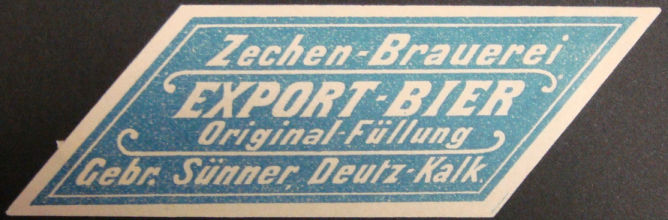 Zechen-Brauerei
EXPORT-BIER
Original-Füllung
Gebr. Sünner, Deutz-Kalk